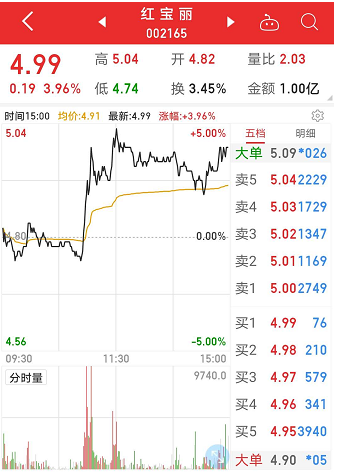 红宝丽
002165
4.99
0.19 3.96%
高 5.04 开 4.82 量比 2.03
低 4.74 换 3.45% 金额 1.00亿
时间15:00 均价:4.91 最新:4.99 涨幅:+3.96%
5.04 +5.00%
4.80 0.00%
4.56 -5.00%
09:30 11:30 15:00
分时量 9740.0
五档 明细
大单 5.09 *026
卖5 5.04 2229
卖4 5.03 1729
卖3 5.02 1347
卖2 5.01 1169
卖1 5.00 2749
买1 4.99 76
买2 4.98 210
买3 4.97 579
买4 4.96 341
买5 4.95 3940
大单 4.90 *05